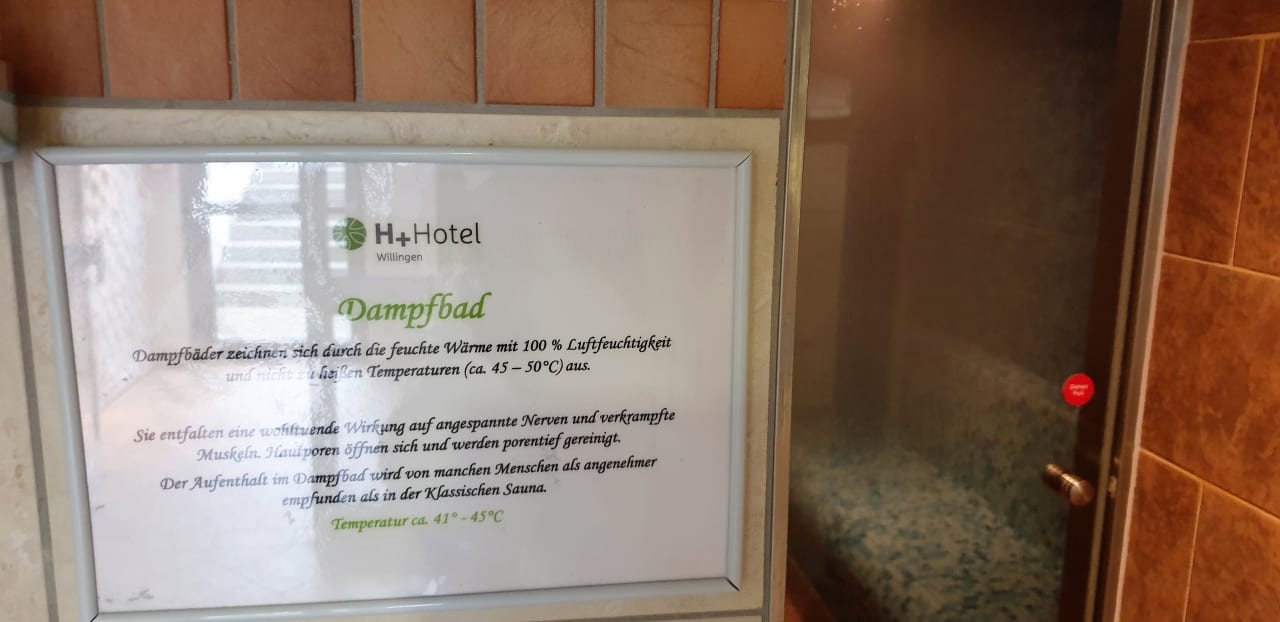 H+Hotel
Willingen
Dampfbad
Dampfbäder zeichnen sich durch die feuchte Wärme mit 100 % Luftfeuchtigkeit
und nicht zu heißen Temperaturen (ca. 45 – 50°C) aus.
Sie entfalten eine wohltuende Wirkung auf angespannte Nerven und verkrampfte
Muskeln. Hautporen öffnen sich und werden porentief gereinigt.
Der Aufenthalt im Dampfbad wird von manchen Menschen als angenehmer
empfunden als in der Klassischen Sauna.
Temperatur ca. 41° - 45°C